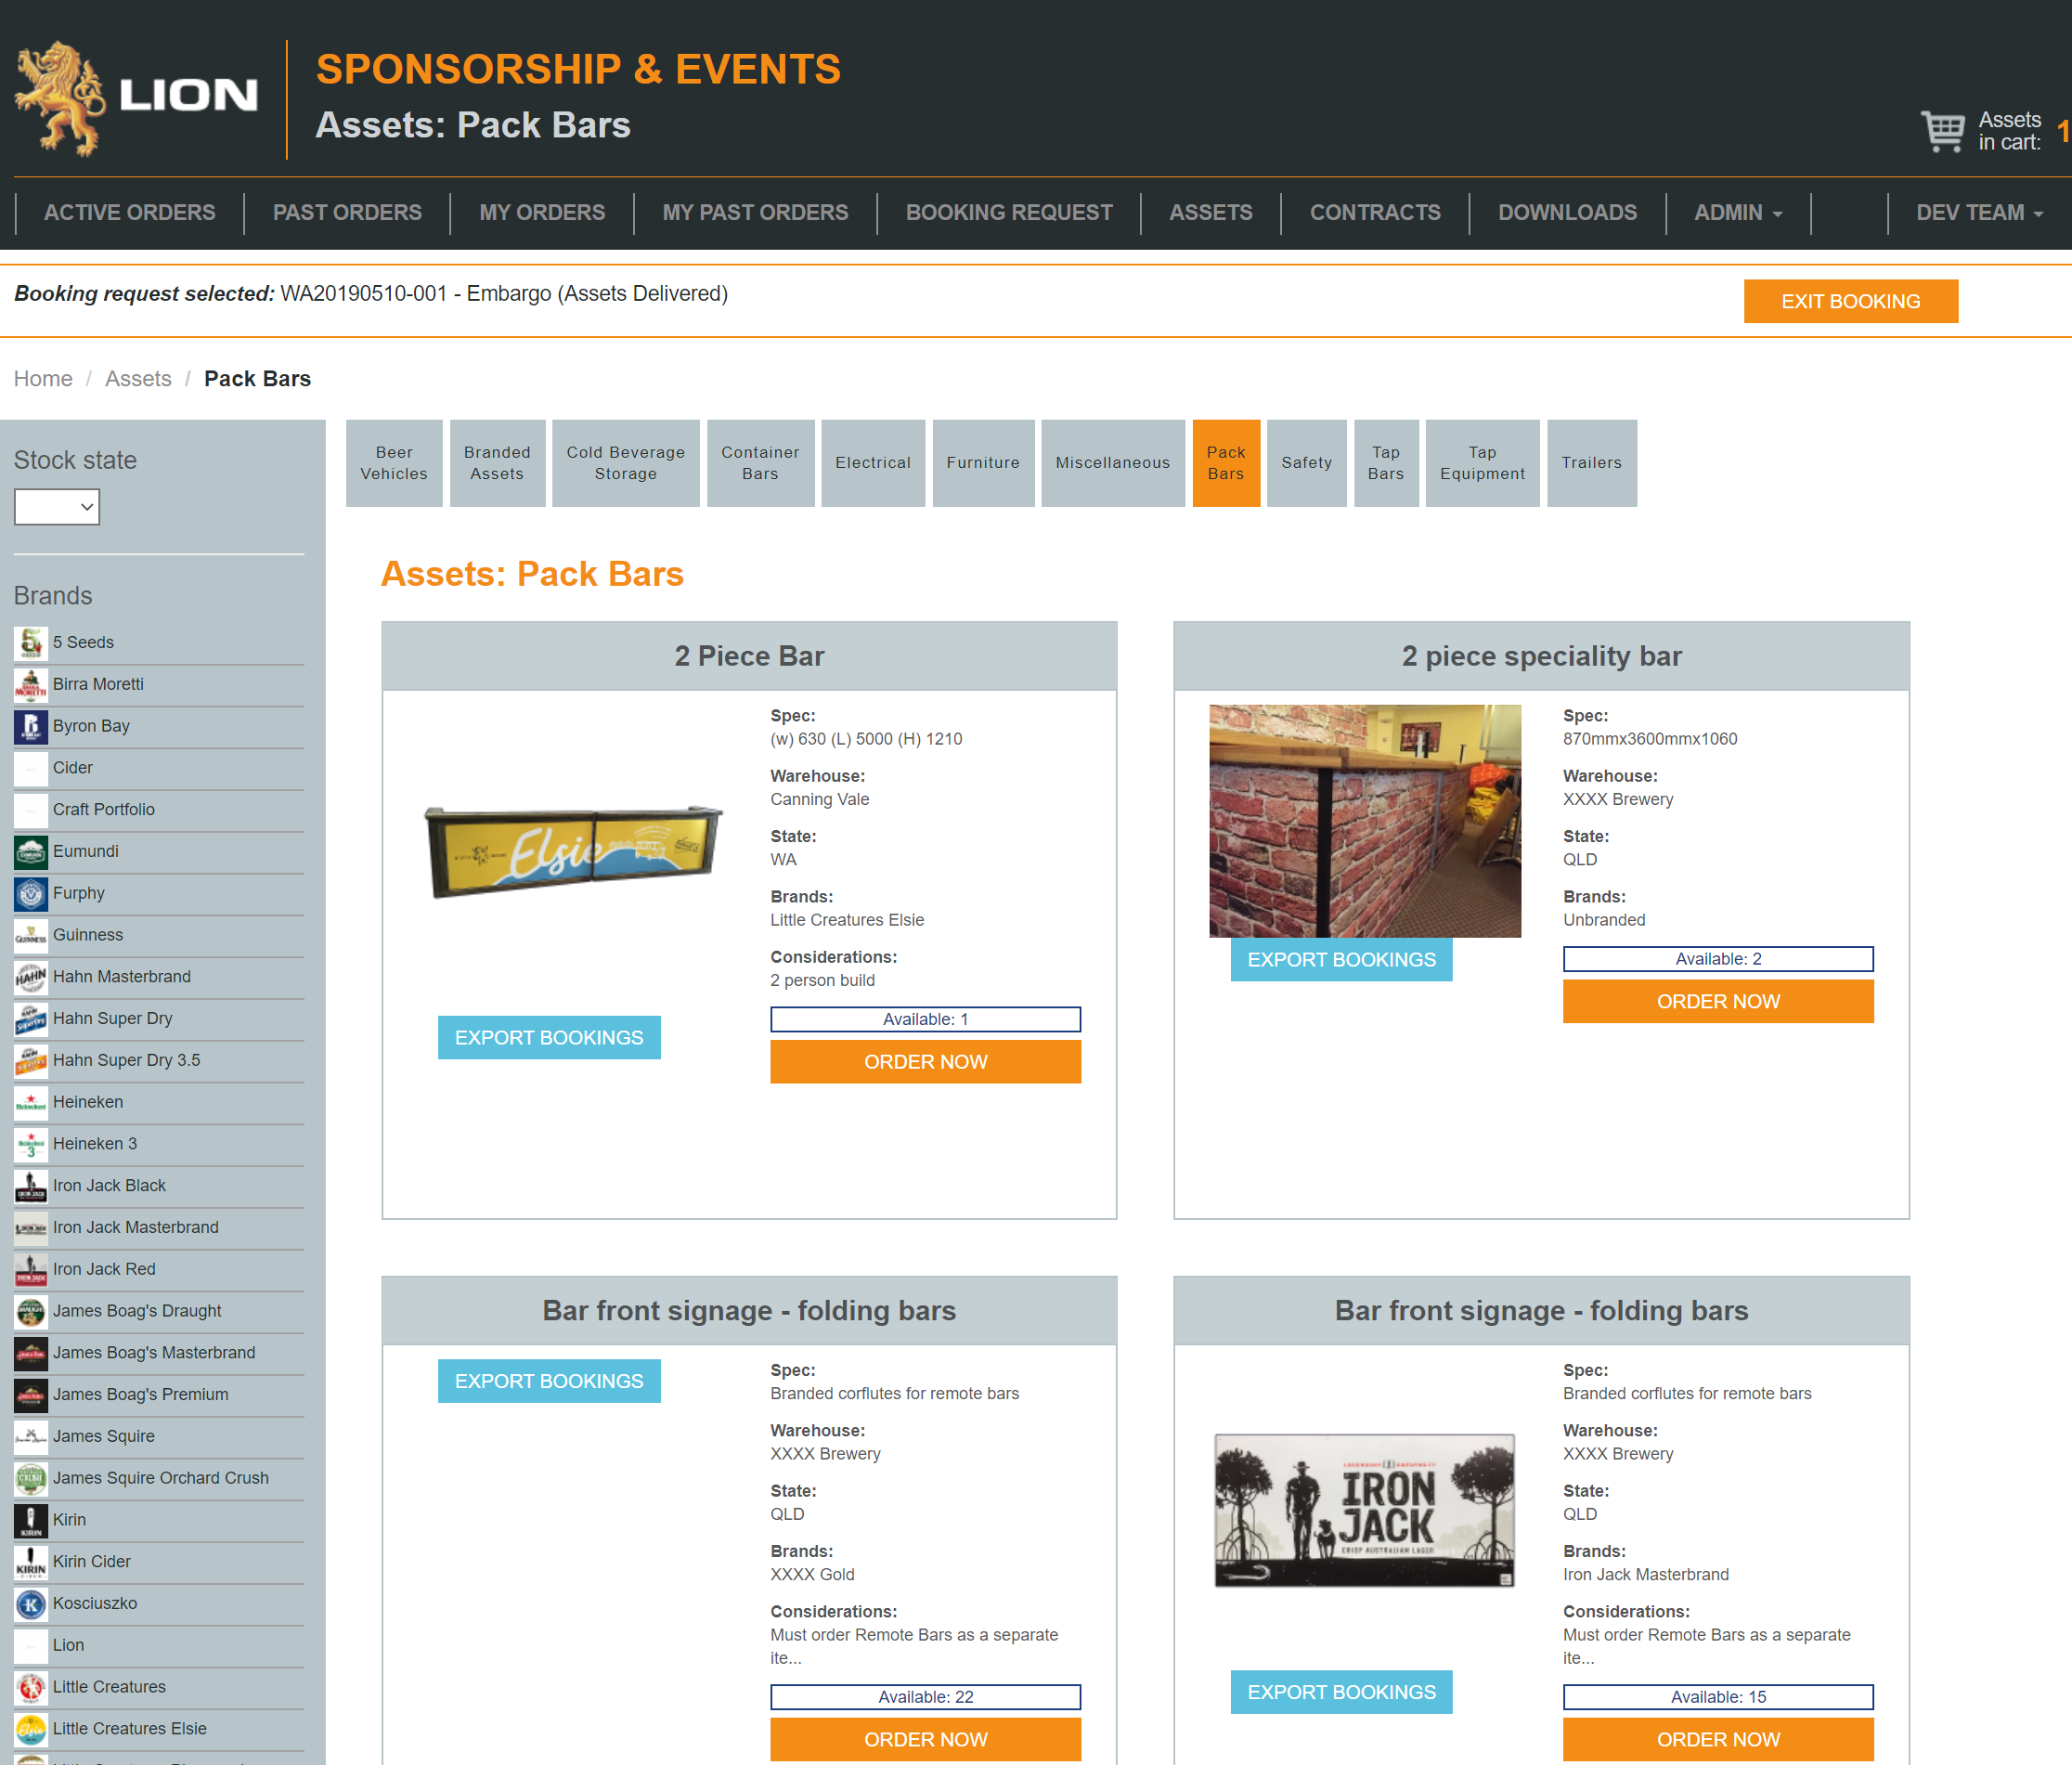 LION
SPONSORSHIP & EVENTS
Assets: Pack Bars
Assets
in cart: 1
ACTIVE ORDERS
PAST ORDERS
MY ORDERS
MY PAST ORDERS
BOOKING REQUEST
ASSETS
CONTRACTS
DOWNLOADS
ADMIN
DEV TEAM
Booking request selected: WA20190510-001 - Embargo (Assets Delivered)
EXIT BOOKING
Home / Assets / Pack Bars
Stock state
Brands
5 Seeds
Birra Moretti
Byron Bay
Cider
Craft Portfolio
Eumundi
Furphy
Guinness
Hahn Masterbrand
Hahn Super Dry
Hahn Super Dry 3.5
Heineken
Heineken 3
Iron Jack Black
Iron Jack Masterbrand
Iron Jack Red
James Boag's Draught
James Boag's Masterbrand
James Boag's Premium
James Squire
James Squire Orchard Crush
Kirin
Kirin Cider
Kosciuszko
Lion
Little Creatures
Little Creatures Elsie
Beer
Vehicles
Branded
Assets
Cold Beverage
Storage
Container
Bars
Electrical
Furniture
Miscellaneous
Pack
Bars
Safety
Tap
Bars
Tap
Equipment
Trailers
Assets: Pack Bars
2 Piece Bar
Elsie
EXPORT BOOKINGS
Spec:
(w) 630 (L) 5000 (H) 1210
Warehouse:
Canning Vale
State:
WA
Brands:
Little Creatures Elsie
Considerations:
2 person build
Available: 1
ORDER NOW
2 piece speciality bar
EXPORT BOOKINGS
Spec:
870mmx3600mmx1060
Warehouse:
XXXX Brewery
State:
QLD
Brands:
Unbranded
Available: 2
ORDER NOW
Bar front signage - folding bars
EXPORT BOOKINGS
Spec:
Branded corflutes for remote bars
Warehouse:
XXXX Brewery
State:
QLD
Brands:
XXXX Gold
Considerations:
Must order Remote Bars as a separate
ite...
Available: 22
ORDER NOW
Bar front signage - folding bars
IRON
JACK
CRISP AUSTRALIAN LAGER
EXPORT BOOKINGS
Spec:
Branded corflutes for remote bars
Warehouse:
XXXX Brewery
State:
QLD
Brands:
Iron Jack Masterbrand
Considerations:
Must order Remote Bars as a separate
ite...
Available: 15
ORDER NOW